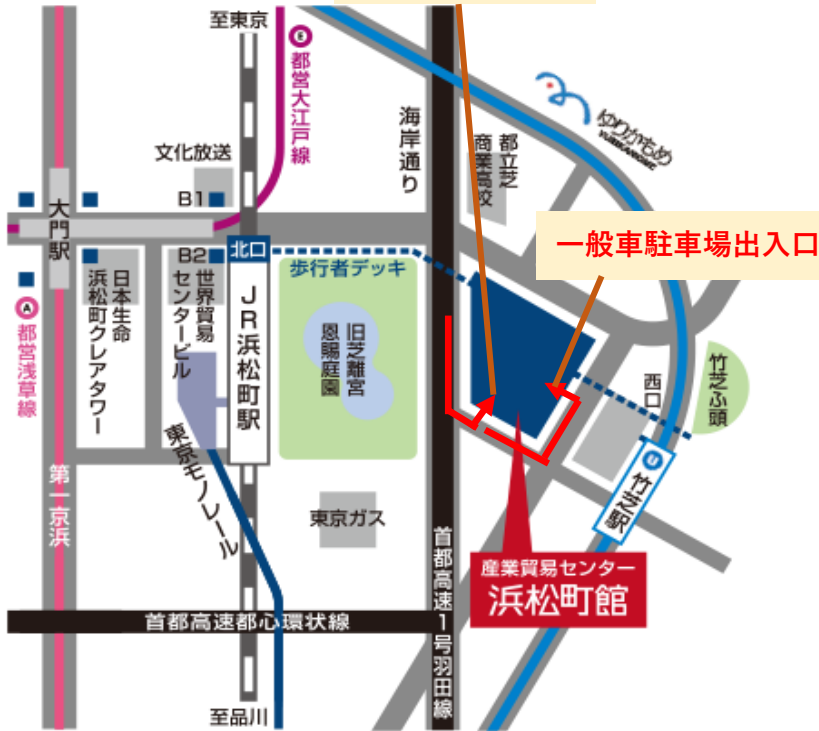 至東京
E
都営大江戸線
海岸通り
ゆりかもめ
YURIKAMOME
都立芝
商業高校
文化放送
B1
大門駅
一般車駐車場出入口
B2
北口
歩行者デッキ
日本生命
浜松町クレアタワー
世界貿易
センタービル
JR浜松町駅
旧芝離宮
恩賜庭園
A
都営浅草線
竹芝ふ頭
西口
東京モノレール
第一京浜
U
竹芝駅
東京ガス
首都高速1号羽田線
産業貿易センター
浜松町館
首都高速都心環状線
至品川